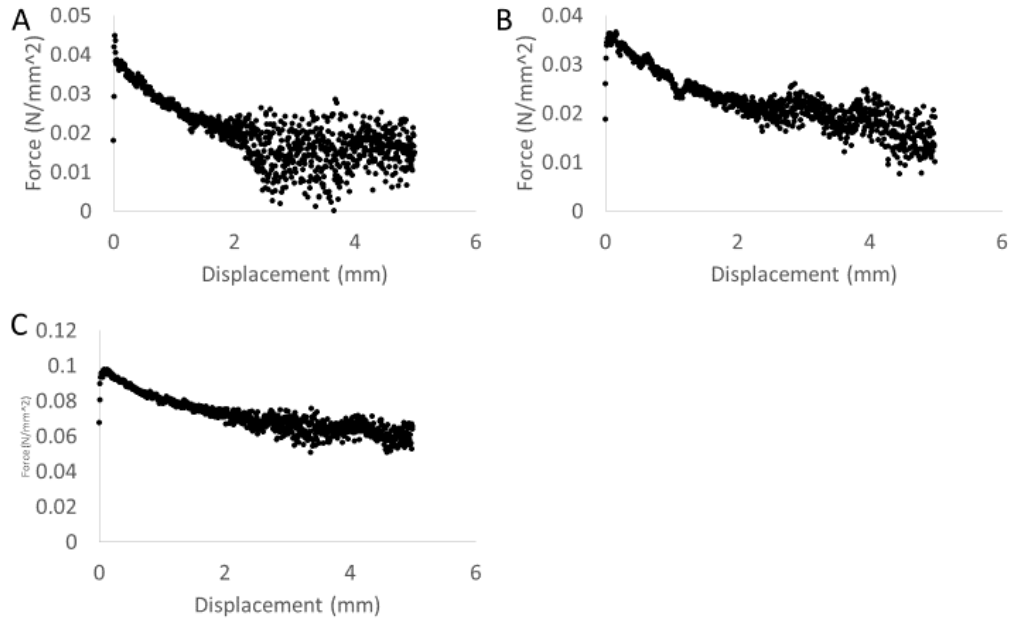 A
0.05
0.04
0.03
0.02
0.01
0
Force (N/mm^2)
0 2 4 6
Displacement (mm)
B
0.04
0.03
0.02
0.01
0
Force (N/mm^2)
0 2 4 6
Displacement (mm)
C
0.12
0.1
0.08
0.06
0.04
0.02
0
Force(N/mm^2)
0 2 4 6
Displacement (mm)